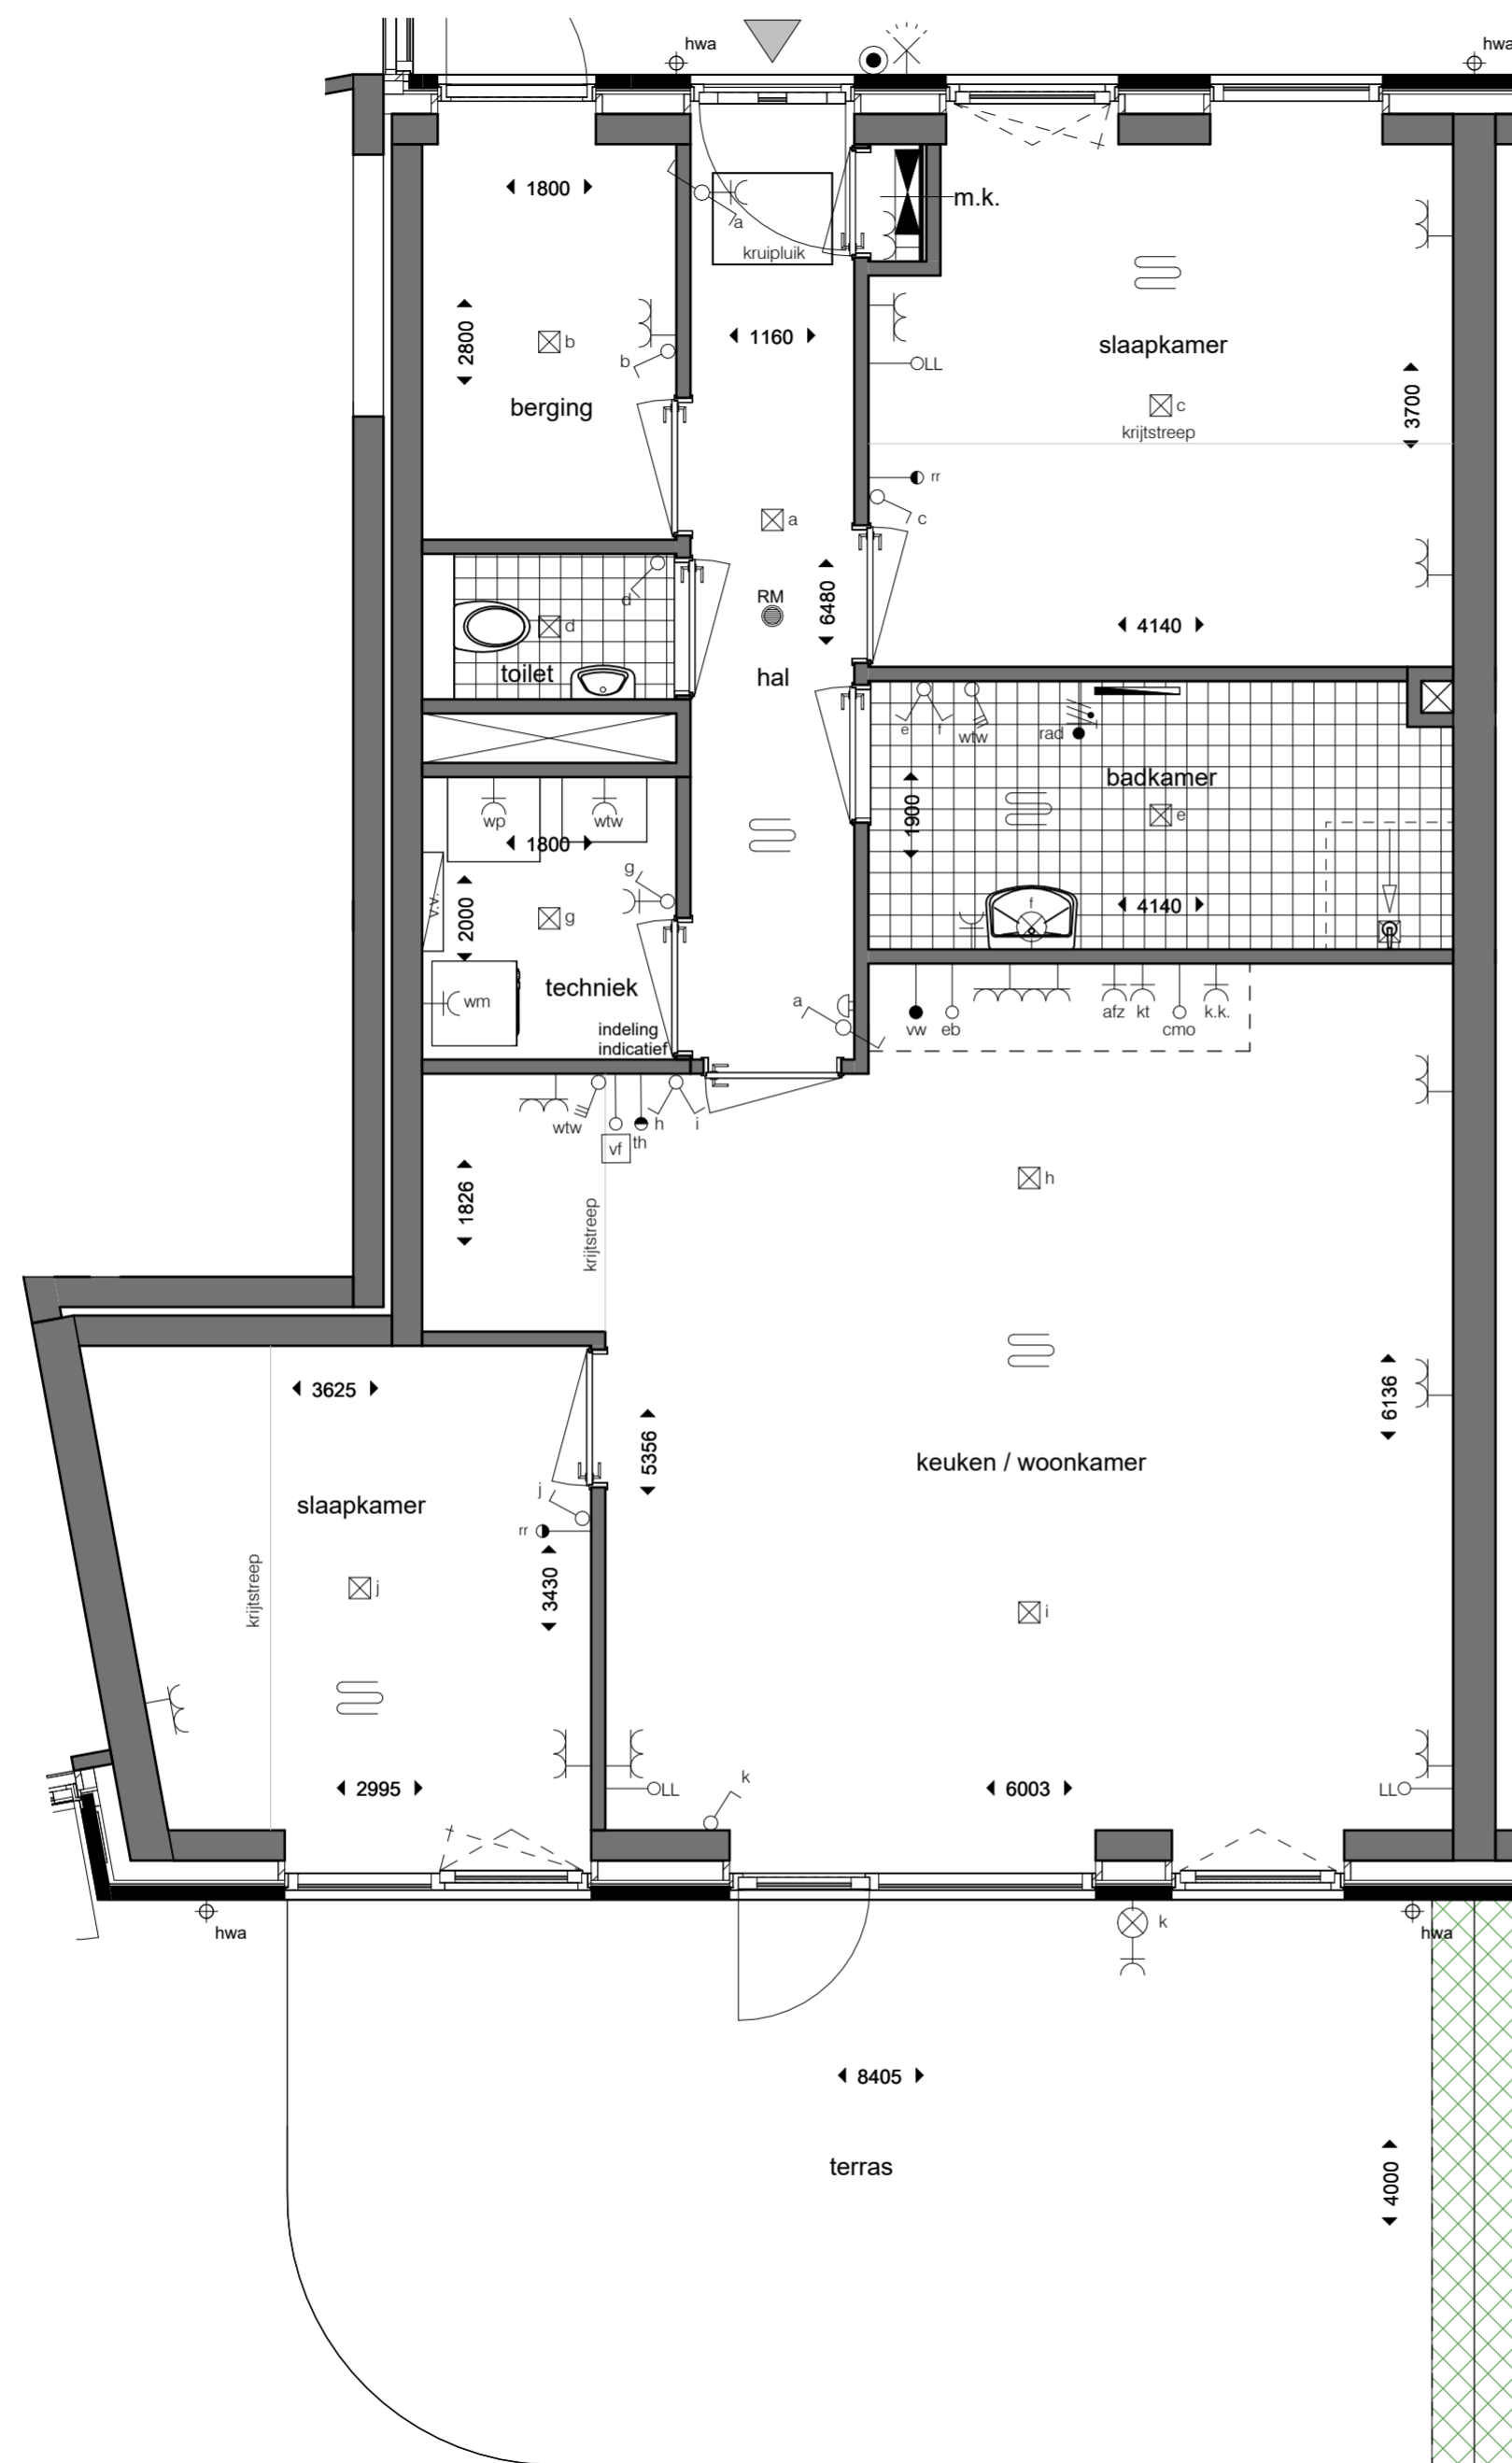 hwa
hwa
m.k.
1800
a
kruipluik
2800
b
b
1160
berging
LL
slaapkamer
c
krijtstreep
3700
rr
c
a
d
d
toilet
RM
6480
hal
4140
e
f
wtw
rad
badkamer
e
1900
f
4140
wp
wtw
1800
v.v.
g
2000
g
techniek
wm
indeling
indicatief
a
vw
eb
afz
kt
cmo
k.k.
wtw
vf
th
h
i
1826
krijtstreep
h
3625
5356
6136
keuken / woonkamer
slaapkamer
j
rr
krijtstreep
j
3430
i
2995
LL
k
6003
LL
hwa
k
hwa
8405
terras
4000